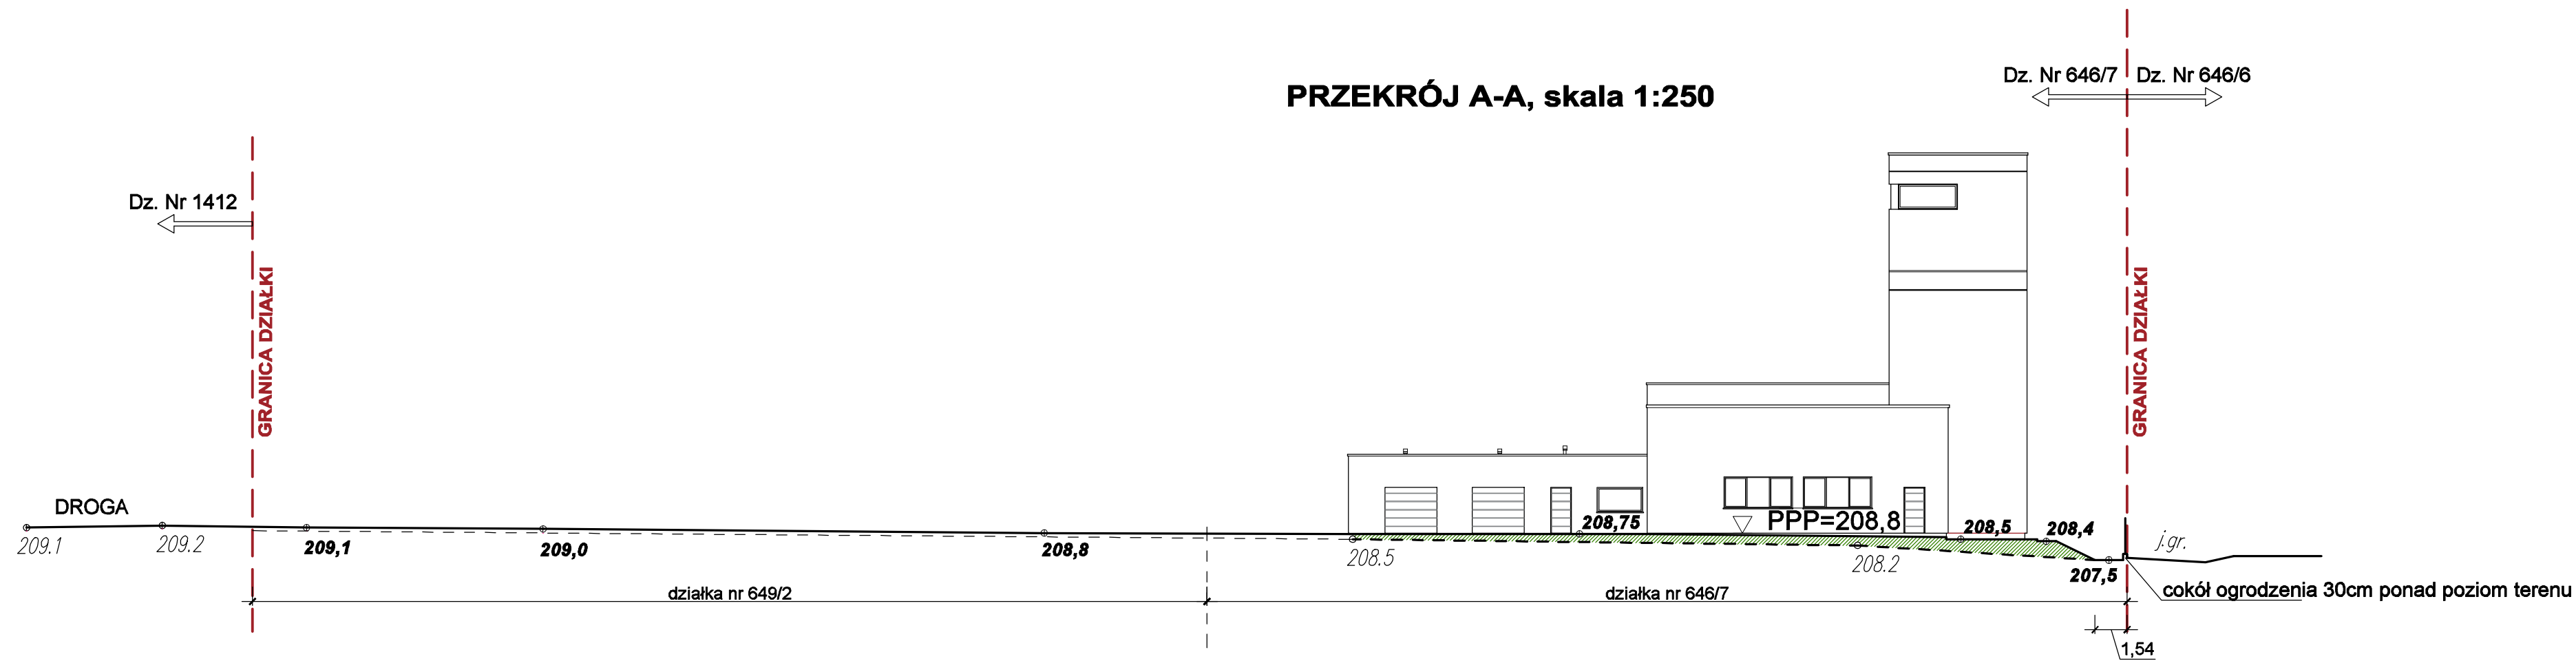 PRZEKRÓJ A-A, skala 1:250
Dz. Nr 646/7
Dz. Nr 646/6
Dz. Nr 1412
GRANICA DZIAŁKI
GRANICA DZIAŁKI
DROGA
209.1
209.2
209,1
209,0
208,8
208.5
208,75
PPP=208,8
208.2
208,5
208,4
207,5
j.gr.
działka nr 649/2
działka nr 646/7
cokół ogrodzenia 30cm ponad poziom terenu
1,54